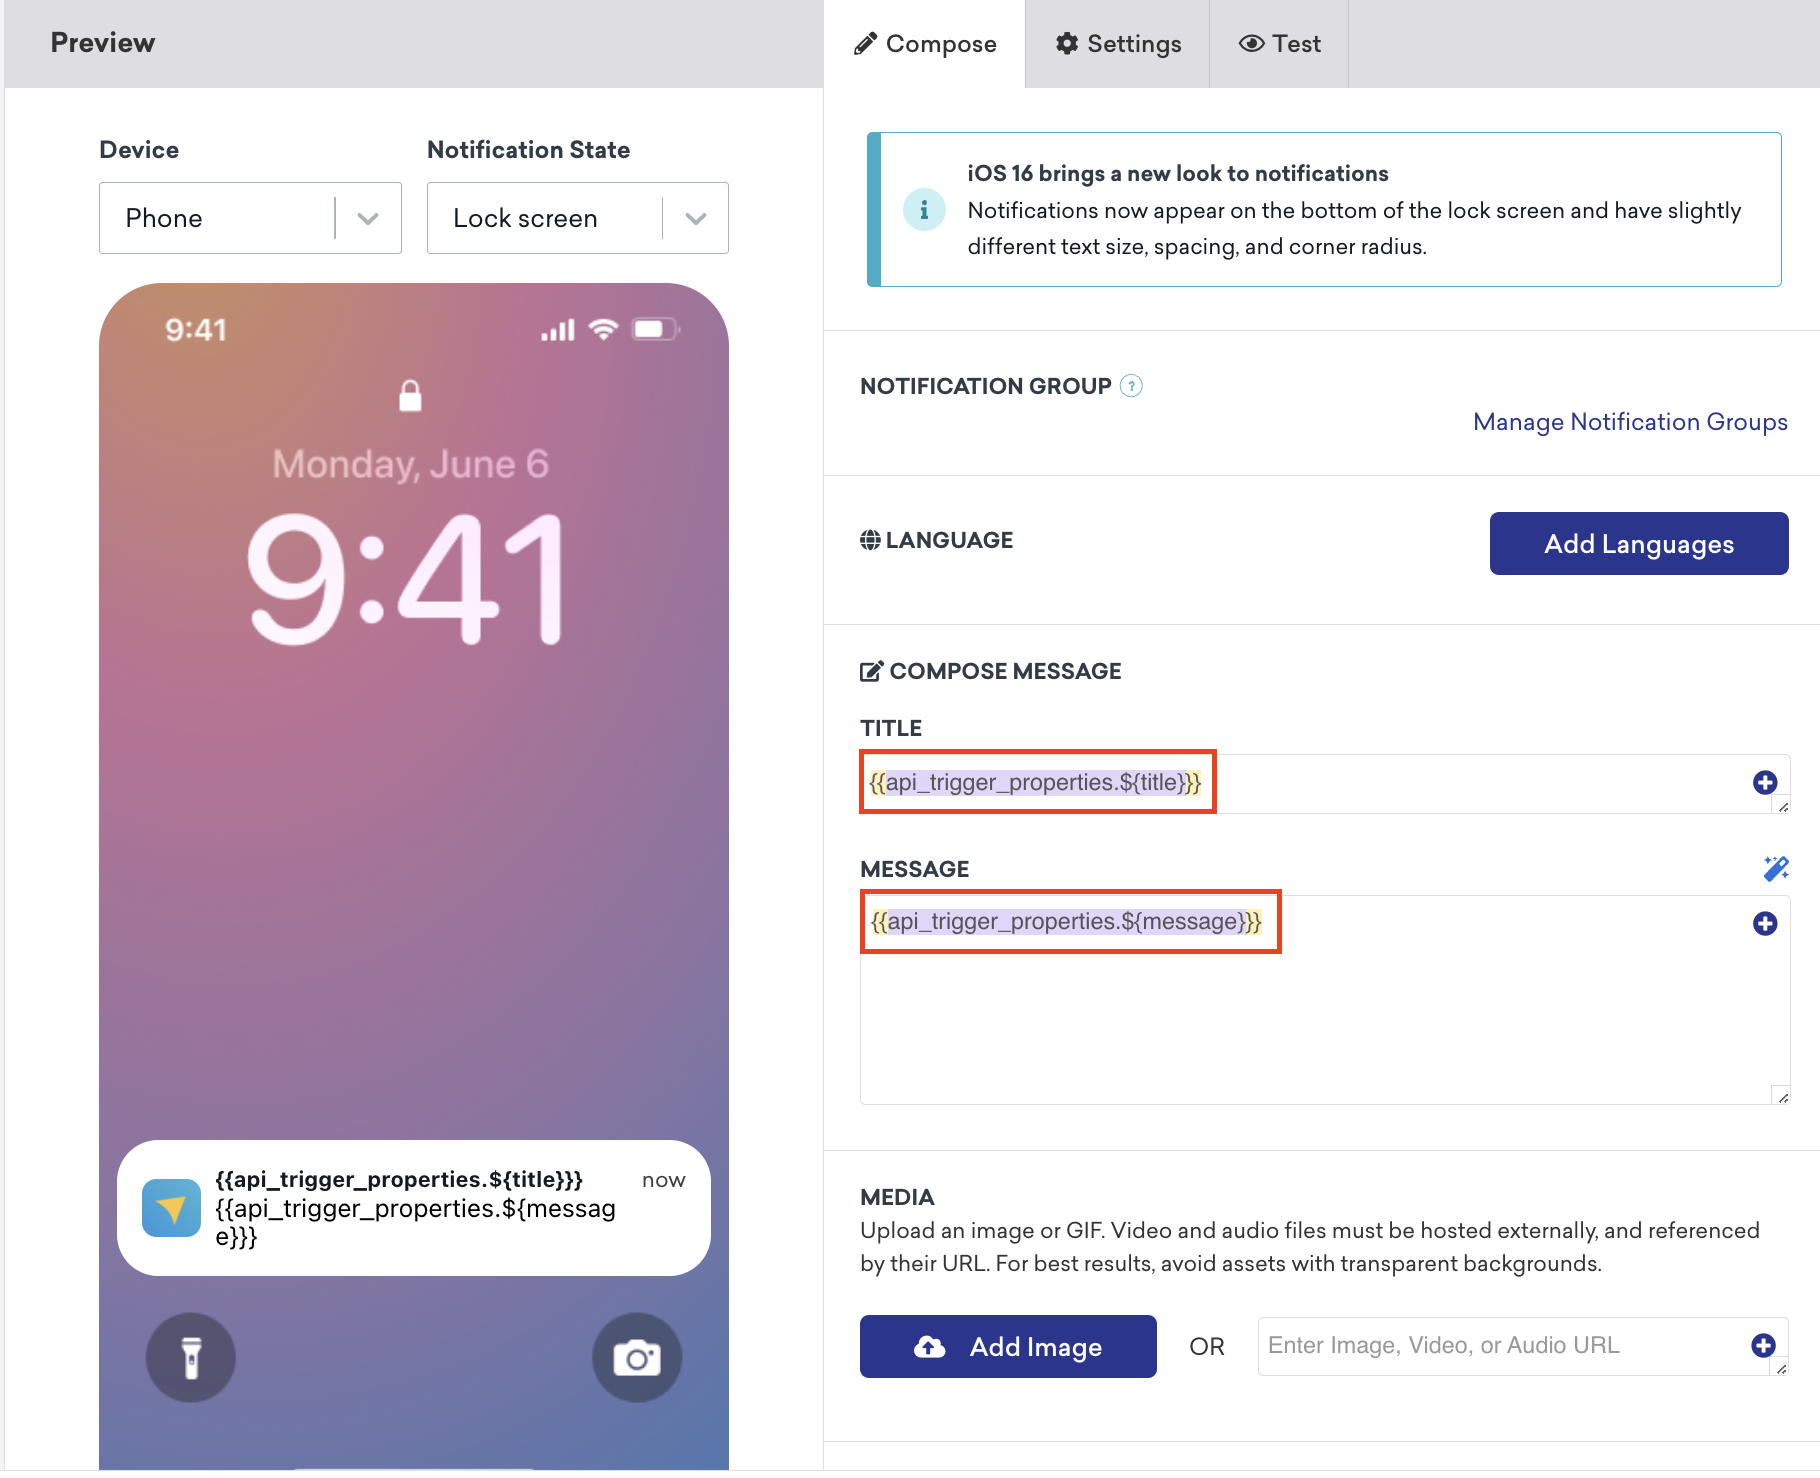 Preview
Compose
Settings
Test
Device
Notification State
Phone
Lock screen
9:41
Monday, June 6
9:41
{{api_trigger_properties.${title}}}
now
{{api_trigger_properties.${messag
e}}}
iOS 16 brings a new look to notifications
Notifications now appear on the bottom of the lock screen and have slightly
different text size, spacing, and corner radius.
NOTIFICATION GROUP ?
Manage Notification Groups
LANGUAGE
Add Languages
COMPOSE MESSAGE
TITLE
{{api_trigger_properties.${title}}}
MESSAGE
{{api_trigger_properties.${message}}}
MEDIA
Upload an image or GIF. Video and audio files must be hosted externally, and referenced
by their URL. For best results, avoid assets with transparent backgrounds.
Add Image
OR
Enter Image, Video, or Audio URL